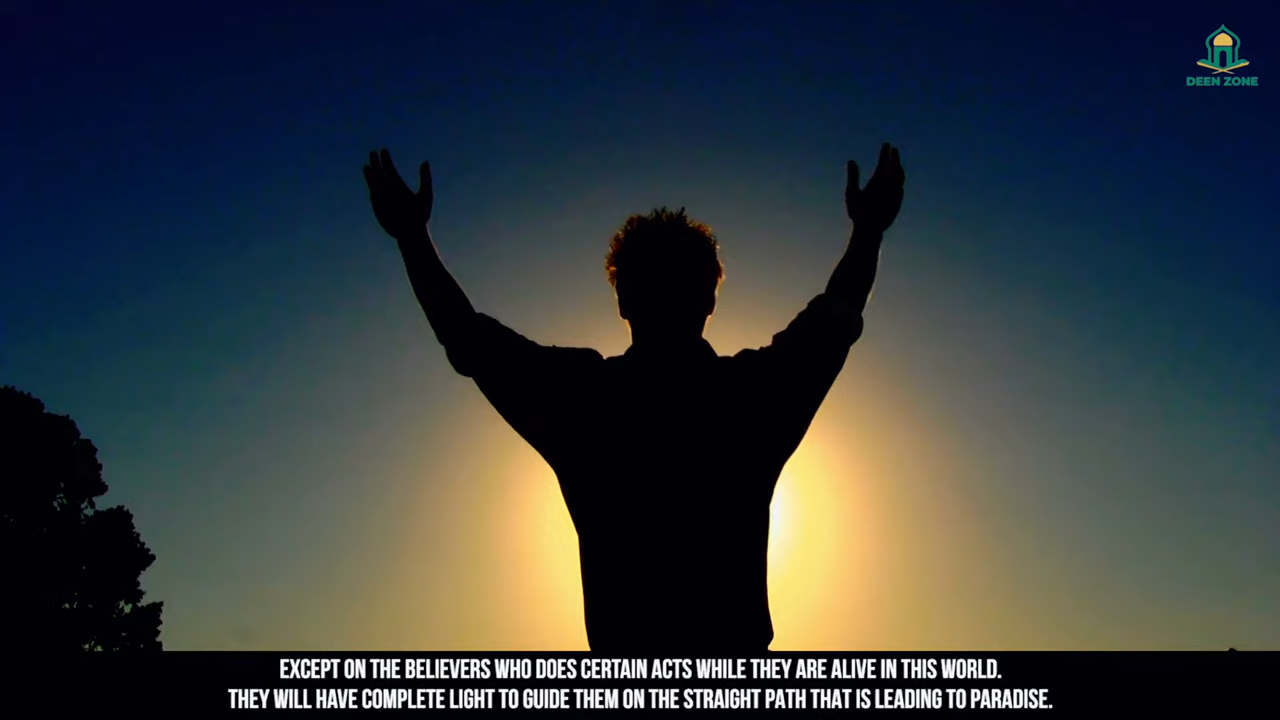 DEEN ZONE
EXCEPT ON THE BELIEVERS WHO DOES CERTAIN ACTS WHILE THEY ARE ALIVE IN THIS WORLD.
THEY WILL HAVE COMPLETE LIGHT TO GUIDE THEM ON THE STRAIGHT PATH THAT IS LEADING TO PARADISE.